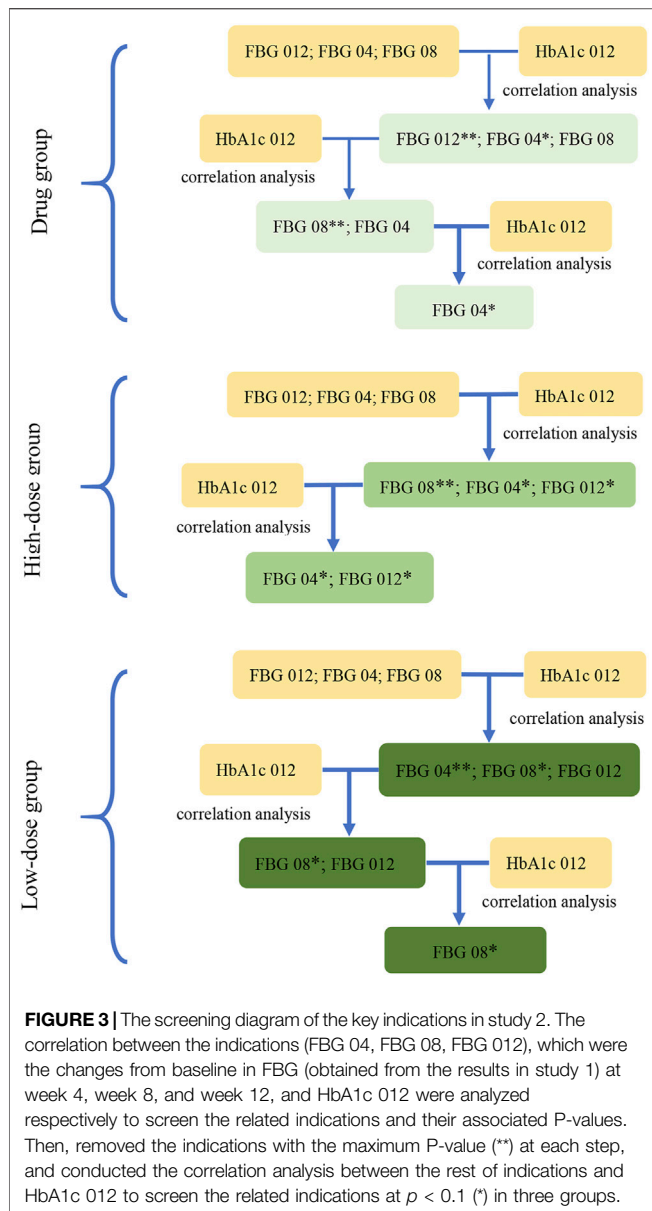 Drug group
FBG 012; FBG 04; FBG 08
HbA1c 012
correlation analysis
HbA1c 012
FBG 012**; FBG 04*; FBG 08
correlation analysis
FBG 08**; FBG 04
HbA1c 012
correlation analysis
FBG 04*
High-dose group
FBG 012; FBG 04; FBG 08
HbA1c 012
correlation analysis
HbA1c 012
FBG 08**; FBG 04*; FBG 012*
correlation analysis
FBG 04*; FBG 012*
Low-dose group
FBG 012; FBG 04; FBG 08
HbA1c 012
correlation analysis
HbA1c 012
FBG 04**; FBG 08*; FBG 012
correlation analysis
FBG 08*; FBG 012
HbA1c 012
correlation analysis
FBG 08*
FIGURE 3 | The screening diagram of the key indications in study 2. The
correlation between the indications (FBG 04, FBG 08, FBG 012), which were
the changes from baseline in FBG (obtained from the results in study 1) at
week 4, week 8, and week 12, and HbA1c 012 were analyzed
respectively to screen the related indications and their associated P-values.
Then, removed the indications with the maximum P-value (**) at each step,
and conducted the correlation analysis between the rest of indications and
HbA1c 012 to screen the related indications at p < 0.1 (*) in three groups.